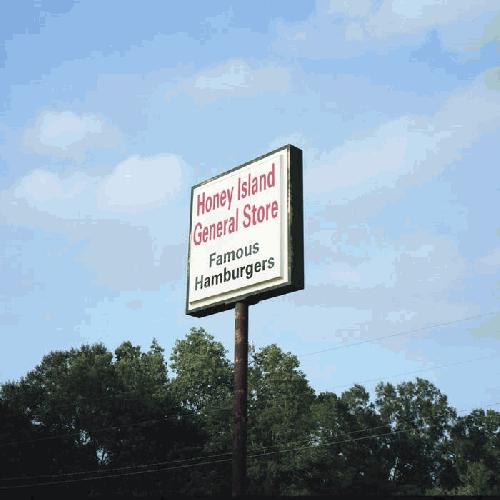 Honey Island
General Store
Famous
Hamburgers